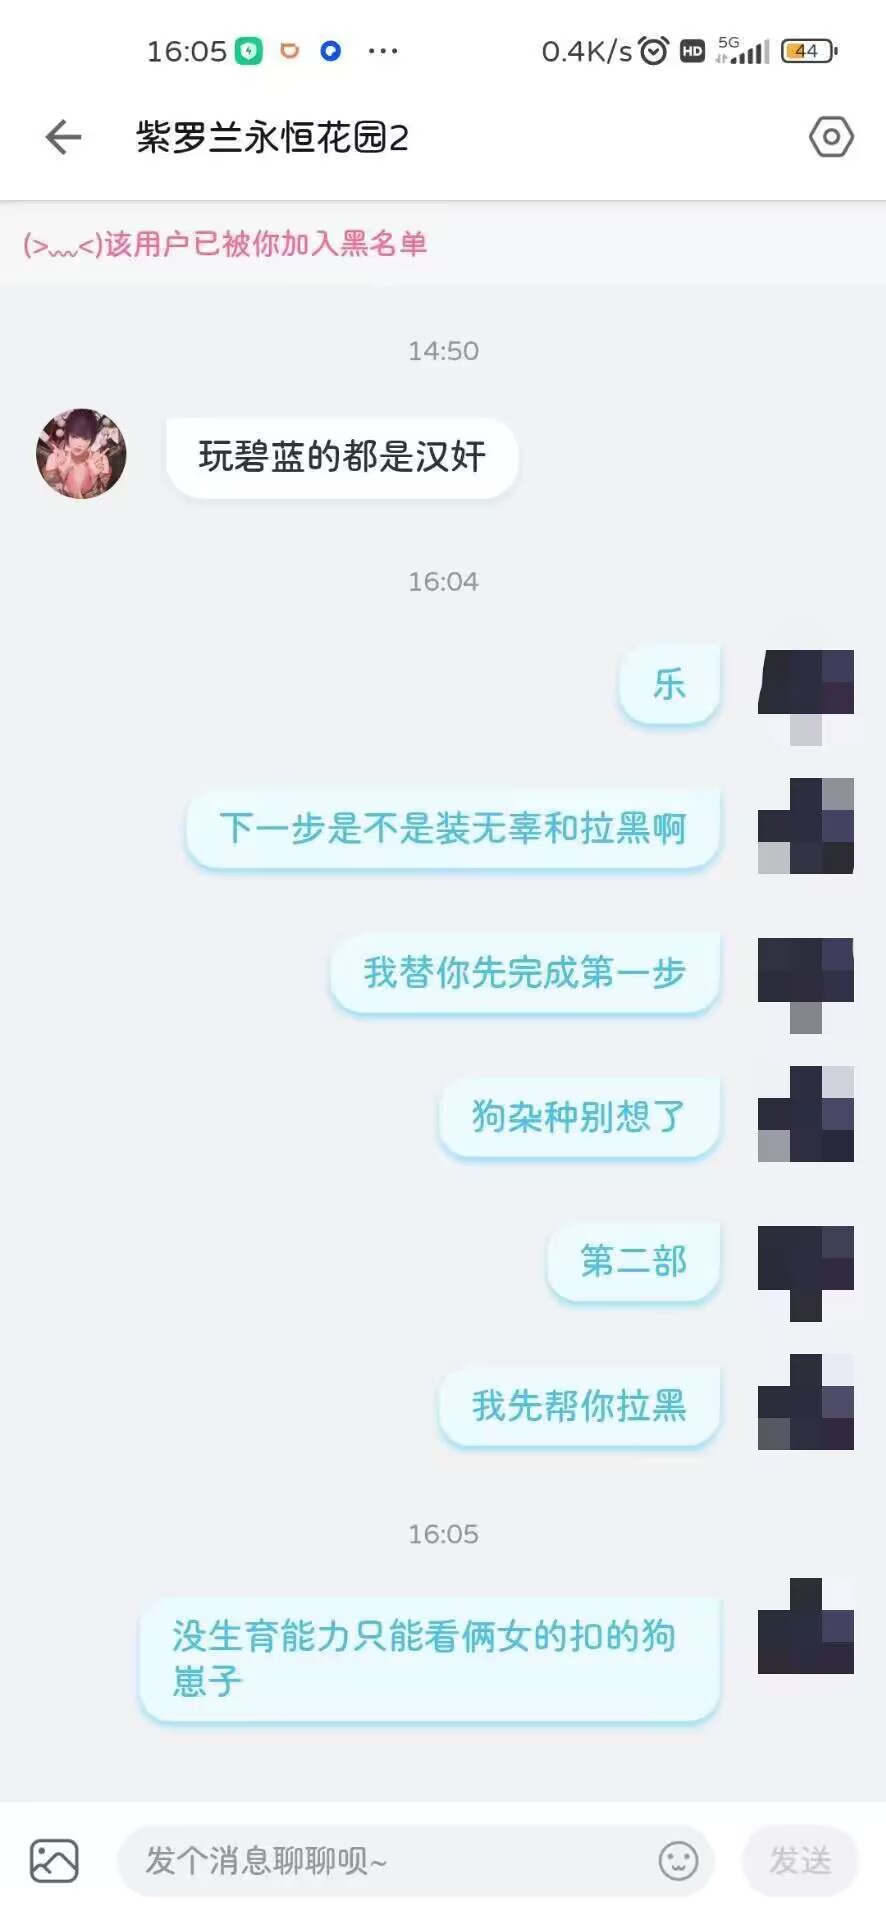 16:05 ... 0.4K/s HD 5G 44
紫罗兰永恒花园2
(>﹏<)该用户已被你加入黑名单
14:50
玩碧蓝的都是汉奸
16:04
乐
下一步是不是装无辜和拉黑啊
我替你先完成第一步
狗杂种别想了
第二部
我先帮你拉黑
16:05
没生育能力只能看俩女的扣的狗
崽子
发个消息聊聊呗~ 发送